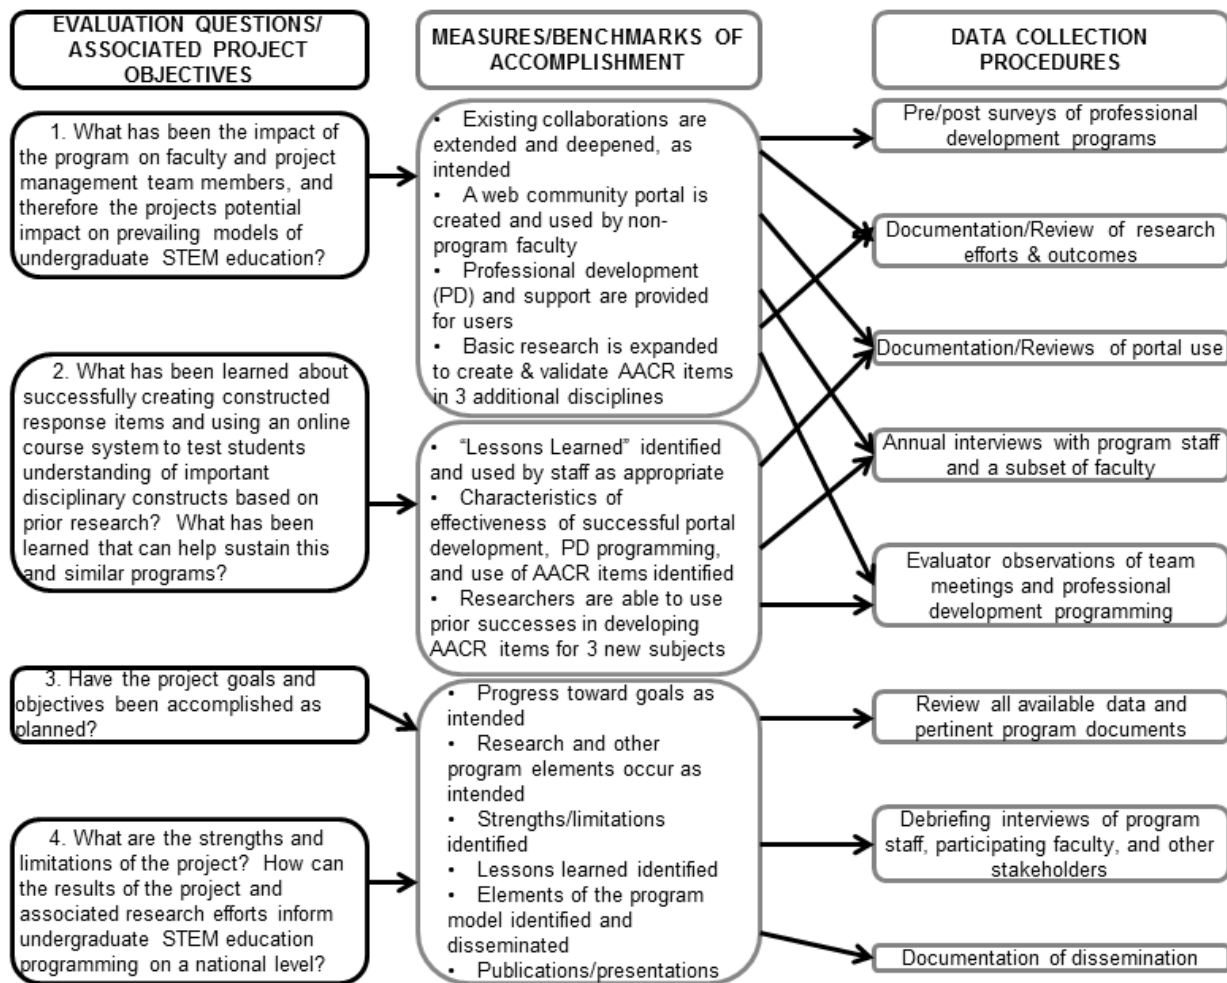 EVALUATION QUESTIONS/
ASSOCIATED PROJECT
OBJECTIVES
1. What has been the impact of
the program on faculty and project
management team members, and
therefore the projects potential
impact on prevailing models of
undergraduate STEM education?
2. What has been learned about
successfully creating constructed
response items and using an online
course system to test students
understanding of important
disciplinary constructs based on
prior research? What has been
learned that can help sustain this
and similar programs?
3. Have the project goals and
objectives been accomplished as
planned?
4. What are the strengths and
limitations of the project? How can
the results of the project and
associated research efforts inform
undergraduate STEM education
programming on a national level?
MEASURES/BENCHMARKS OF
ACCOMPLISHMENT
• Existing collaborations are
extended and deepened, as
intended
• A web community portal is
created and used by non-
program faculty
• Professional development
(PD) and support are provided
for users
• Basic research is expanded
to create & validate AACR items
in 3 additional disciplines
• “Lessons Learned” identified
and used by staff as appropriate
• Characteristics of
effectiveness of successful portal
development, PD programming,
and use of AACR items identified
• Researchers are able to use
prior successes in developing
AACR items for 3 new subjects
• Progress toward goals as
intended
• Research and other
program elements occur as
intended
• Strengths/limitations
identified
• Lessons learned identified
• Elements of the program
model identified and
disseminated
• Publications/presentations
DATA COLLECTION
PROCEDURES
Pre/post surveys of professional
development programs
Documentation/Review of research
efforts & outcomes
Documentation/Reviews of portal use
Annual interviews with program staff
and a subset of faculty
Evaluator observations of team
meetings and professional
development programming
Review all available data and
pertinent program documents
Debriefing interviews of program
staff, participating faculty, and other
stakeholders
Documentation of dissemination